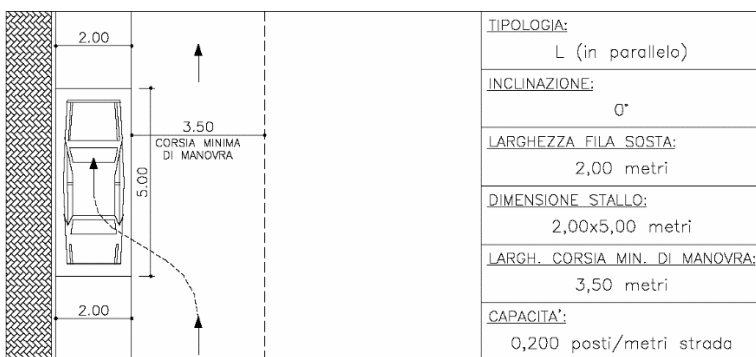 2.00
3.50
CORSIA MINIMA
DI MANOVRA
5.00
2.00
TIPOLOGIA:
L (in parallelo)
INCLINAZIONE:
0°
LARGHEZZA FILA SOSTA:
2,00 metri
DIMENSIONE STALLO:
2,00x5,00 metri
LARGH. CORSIA MIN. DI MANOVRA:
3,50 metri
CAPACITA':
0,200 posti/metri strada